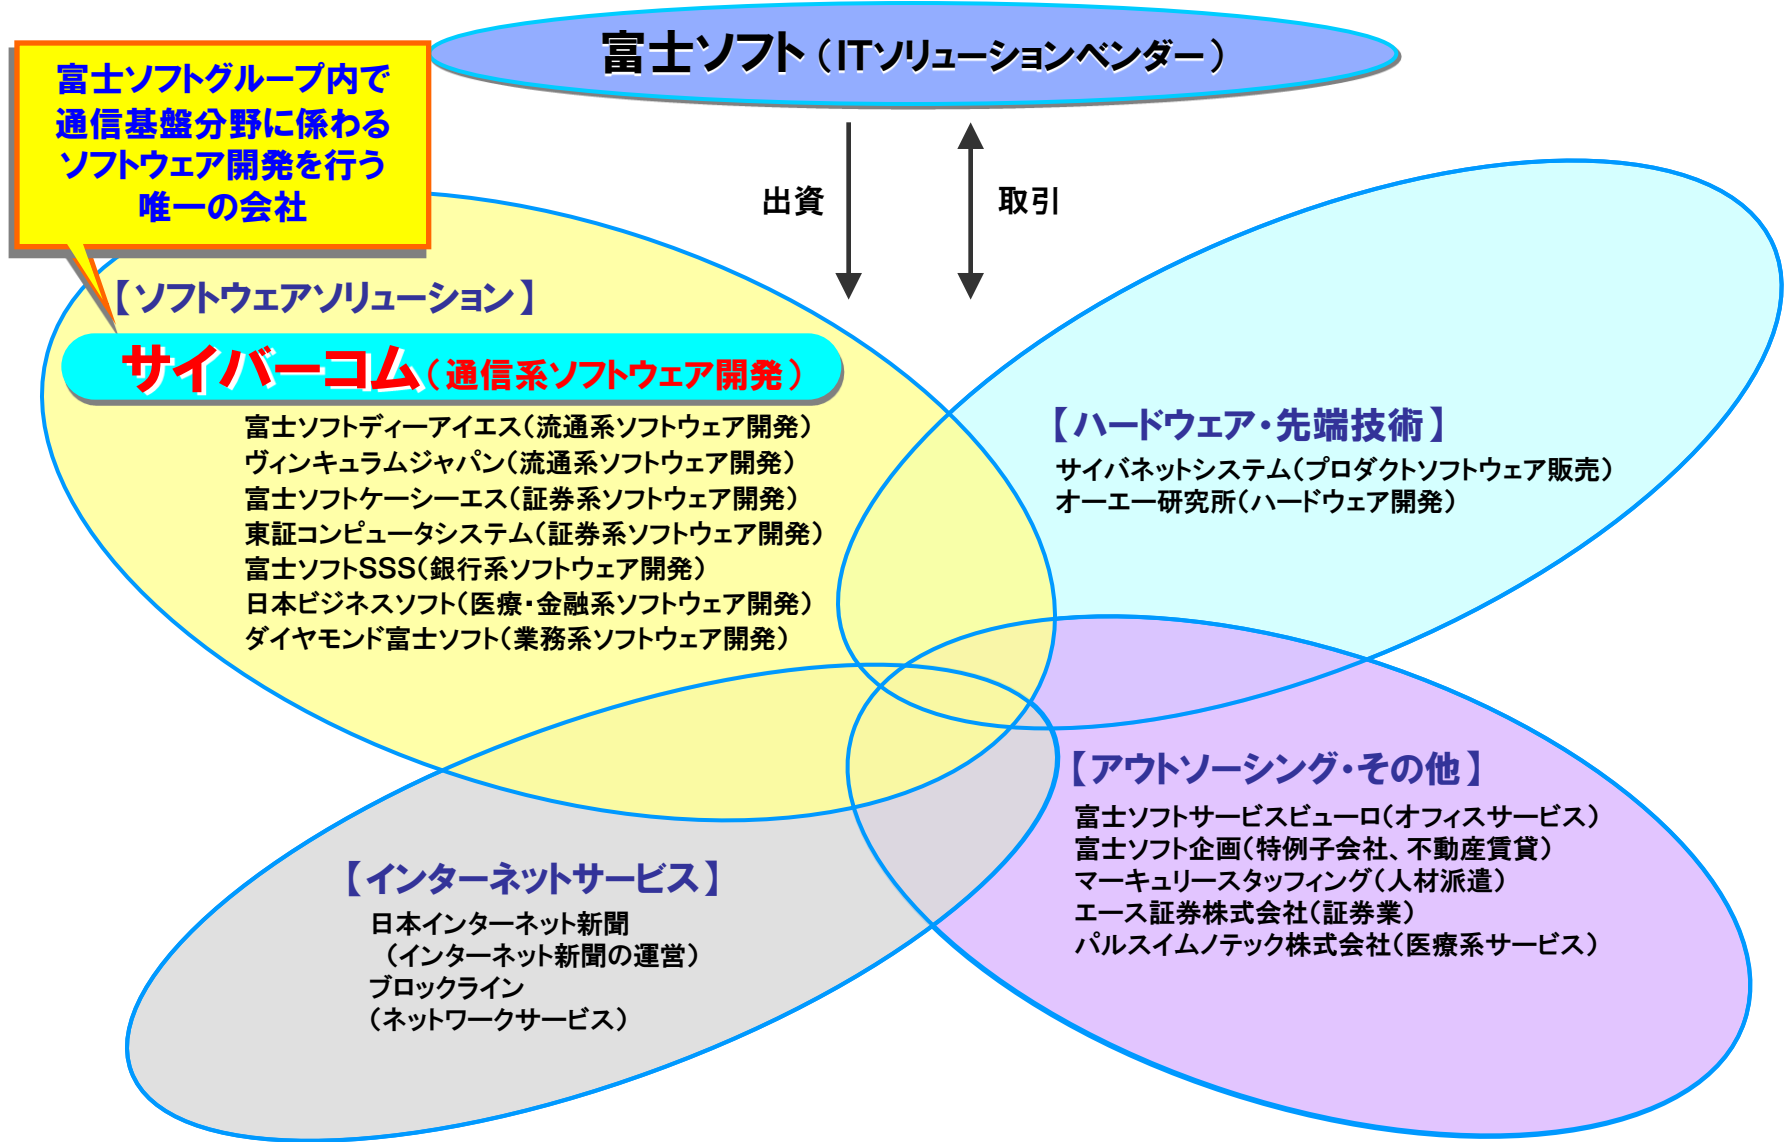 富士ソフト（ITソリューションベンダー）
富士ソフトグループ内で
通信基盤分野に係わる
ソフトウェア開発を行う
唯一の会社
出資
取引
【ソフトウェアソリューション】
サイバーコム（通信系ソフトウェア開発）
富士ソフトディーアイエス（流通系ソフトウェア開発）
ヴィンキュラムジャパン（流通系ソフトウェア開発）
富士ソフトケーシーエス（証券系ソフトウェア開発）
東証コンピュータシステム（証券系ソフトウェア開発）
富士ソフトSSS（銀行系ソフトウェア開発）
日本ビジネスソフト（医療・金融系ソフトウェア開発）
ダイヤモンド富士ソフト（業務系ソフトウェア開発）
【ハードウェア・先端技術】
サイバネットシステム（プロダクトソフトウェア販売）
オーエー研究所（ハードウェア開発）
【インターネットサービス】
日本インターネット新聞
（インターネット新聞の運営）
ブロックライン
（ネットワークサービス）
【アウトソーシング・その他】
富士ソフトサービスビューロ（オフィスサービス）
富士ソフト企画（特例子会社、不動産賃貸）
マーキュリースタッフィング（人材派遣）
エース証券株式会社（証券業）
パルスイムノテック株式会社（医療系サービス）